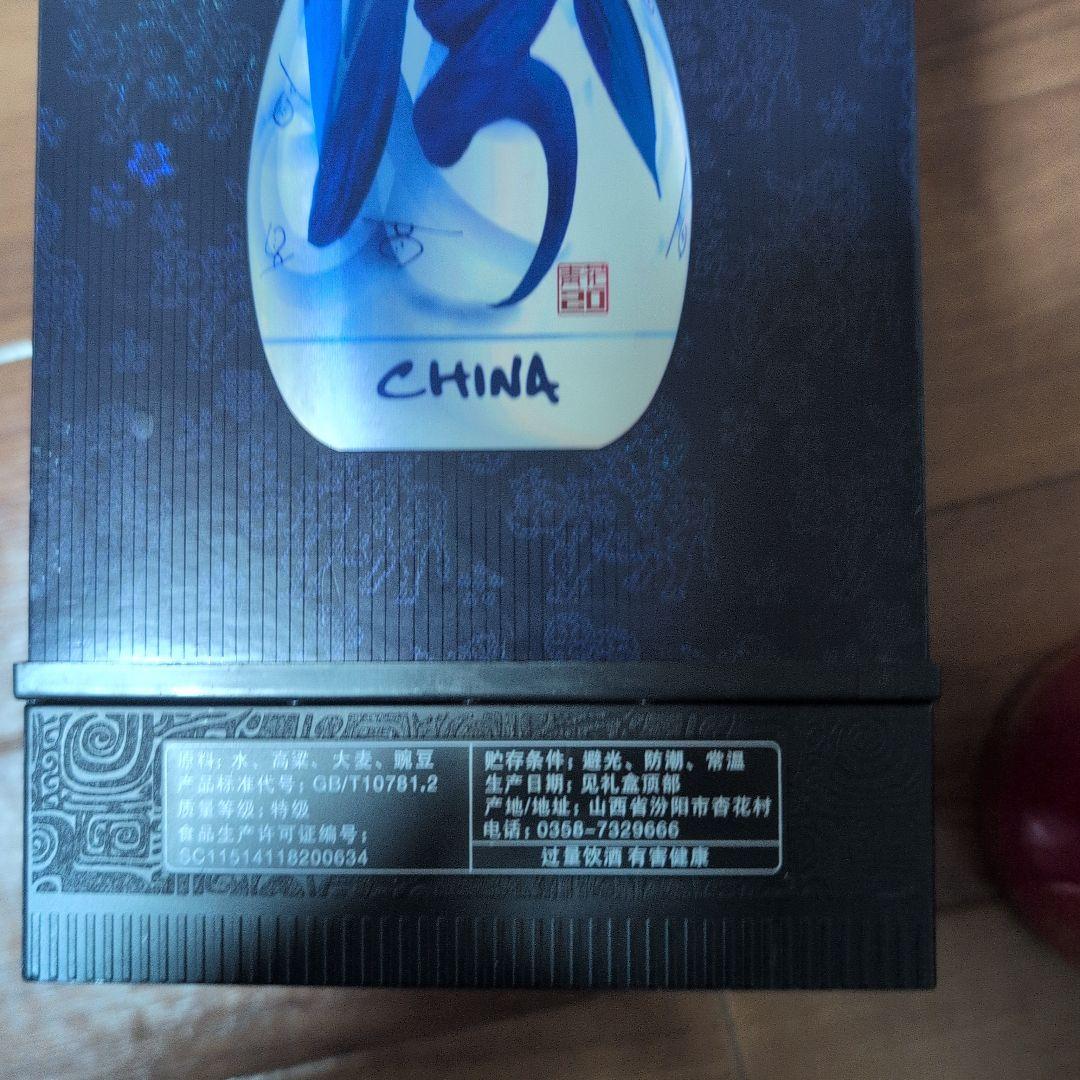 青花
20
CHINA
原料：水、高粱、大麦、豌豆
产品标准代号：GB/T10781.2
质量等级：特级
食品生产许可证编号：
SC11514118200634
贮存条件：避光、防潮、常温
生产日期：见礼盒顶部
产地/地址：山西省汾阳市杏花村
电话：0358-7329666
过量饮酒 有害健康